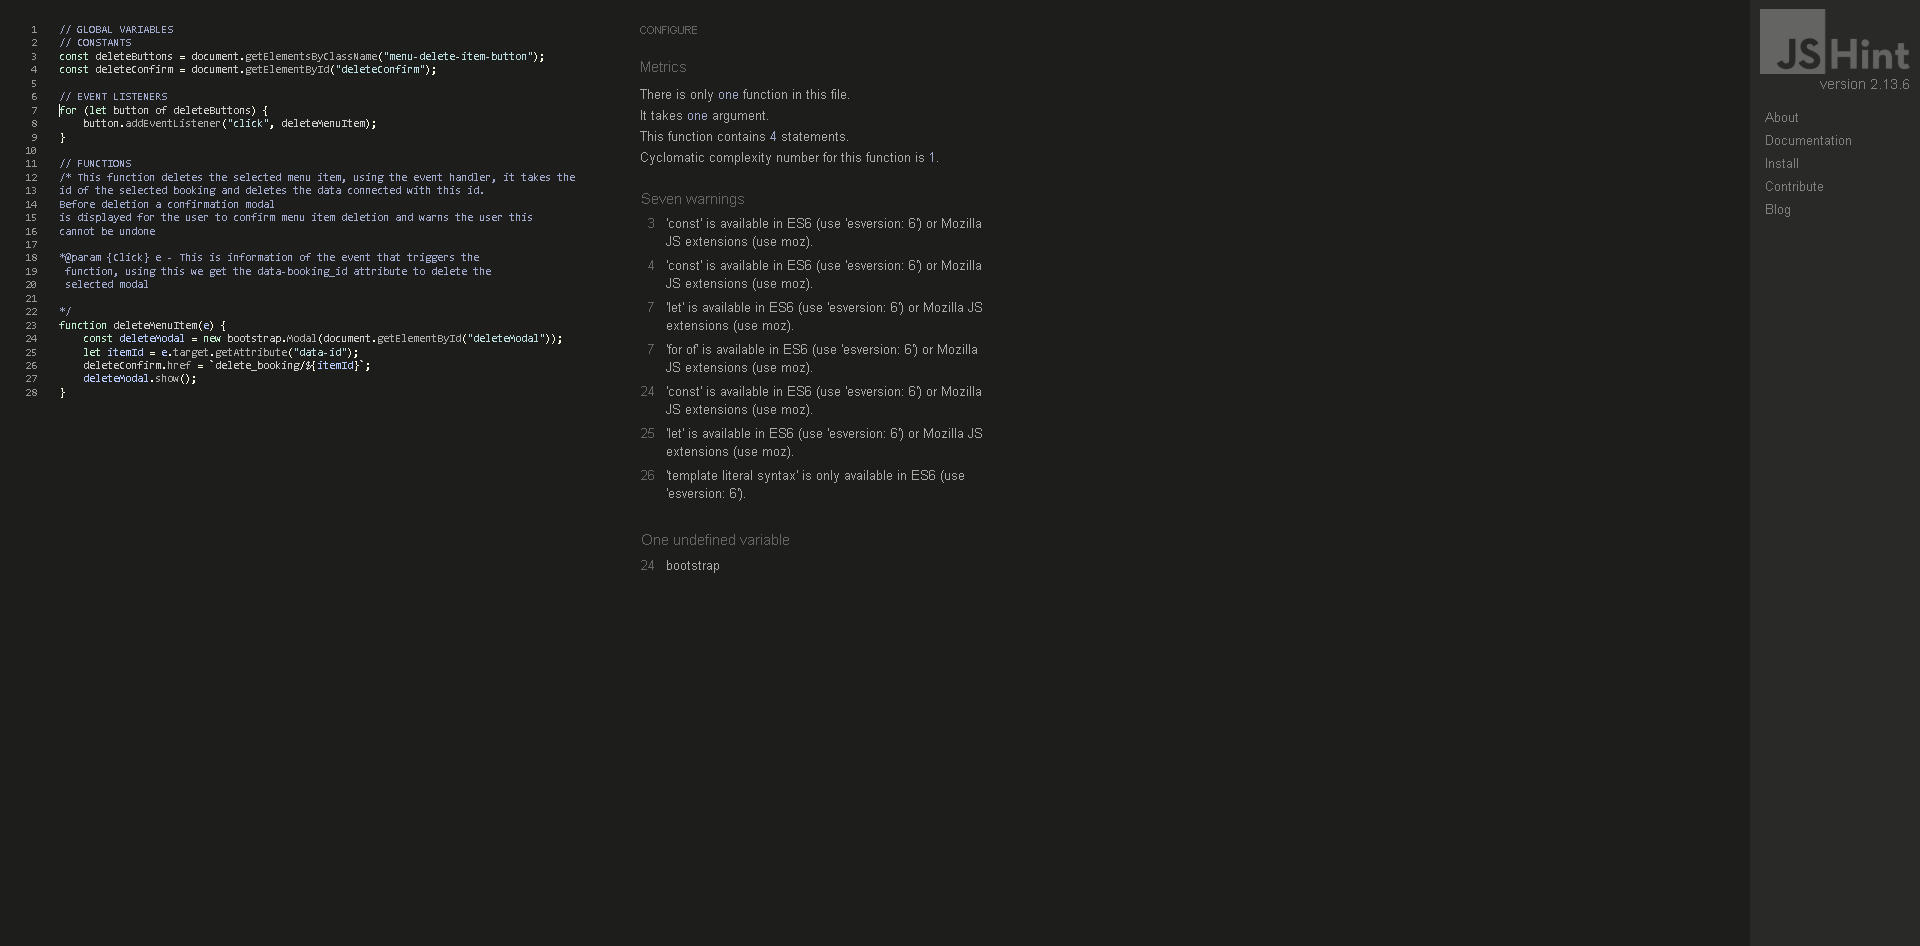 1 // GLOBAL VARIABLES
2 // CONSTANTS
3 const deleteButtons = document.getElementsByClassName("menu-delete-item-button");
4 const deleteConfirm = document.getElementById("deleteConfirm");
5
6 // EVENT LISTENERS
7 for (let button of deleteButtons) {
8     button.addEventListener("click", deleteMenuItem);
9 }
10
11 // FUNCTIONS
12 /* This function deletes the selected menu item, using the event handler, it takes the
13 id of the selected booking and deletes the data connected with this id.
14 Before deletion a confirmation modal
15 is displayed for the user to confirm menu item deletion and warns the user this
16 cannot be undone
17
18 *@param {Click} e - This is information of the event that triggers the
19  function, using this we get the data-booking_id attribute to delete the
20  selected modal
21
22 */
23 function deleteMenuItem(e) {
24     const deleteModal = new bootstrap.Modal(document.getElementById("deleteModal"));
25     let itemId = e.target.getAttribute("data-id");
26     deleteConfirm.href = `delete_booking/${itemId}`;
27     deleteModal.show();
28 }
CONFIGURE
Metrics
There is only one function in this file.
It takes one argument.
This function contains 4 statements.
Cyclomatic complexity number for this function is 1.
Seven warnings
3 'const' is available in ES6 (use 'esversion: 6') or Mozilla
JS extensions (use moz).
4 'const' is available in ES6 (use 'esversion: 6') or Mozilla
JS extensions (use moz).
7 'let' is available in ES6 (use 'esversion: 6') or Mozilla JS
extensions (use moz).
7 'for of' is available in ES6 (use 'esversion: 6') or Mozilla
JS extensions (use moz).
24 'const' is available in ES6 (use 'esversion: 6') or Mozilla
JS extensions (use moz).
25 'let' is available in ES6 (use 'esversion: 6') or Mozilla JS
extensions (use moz).
26 'template literal syntax' is only available in ES6 (use
'esversion: 6').
One undefined variable
24 bootstrap
JSHint
version 2.13.6
About
Documentation
Install
Contribute
Blog